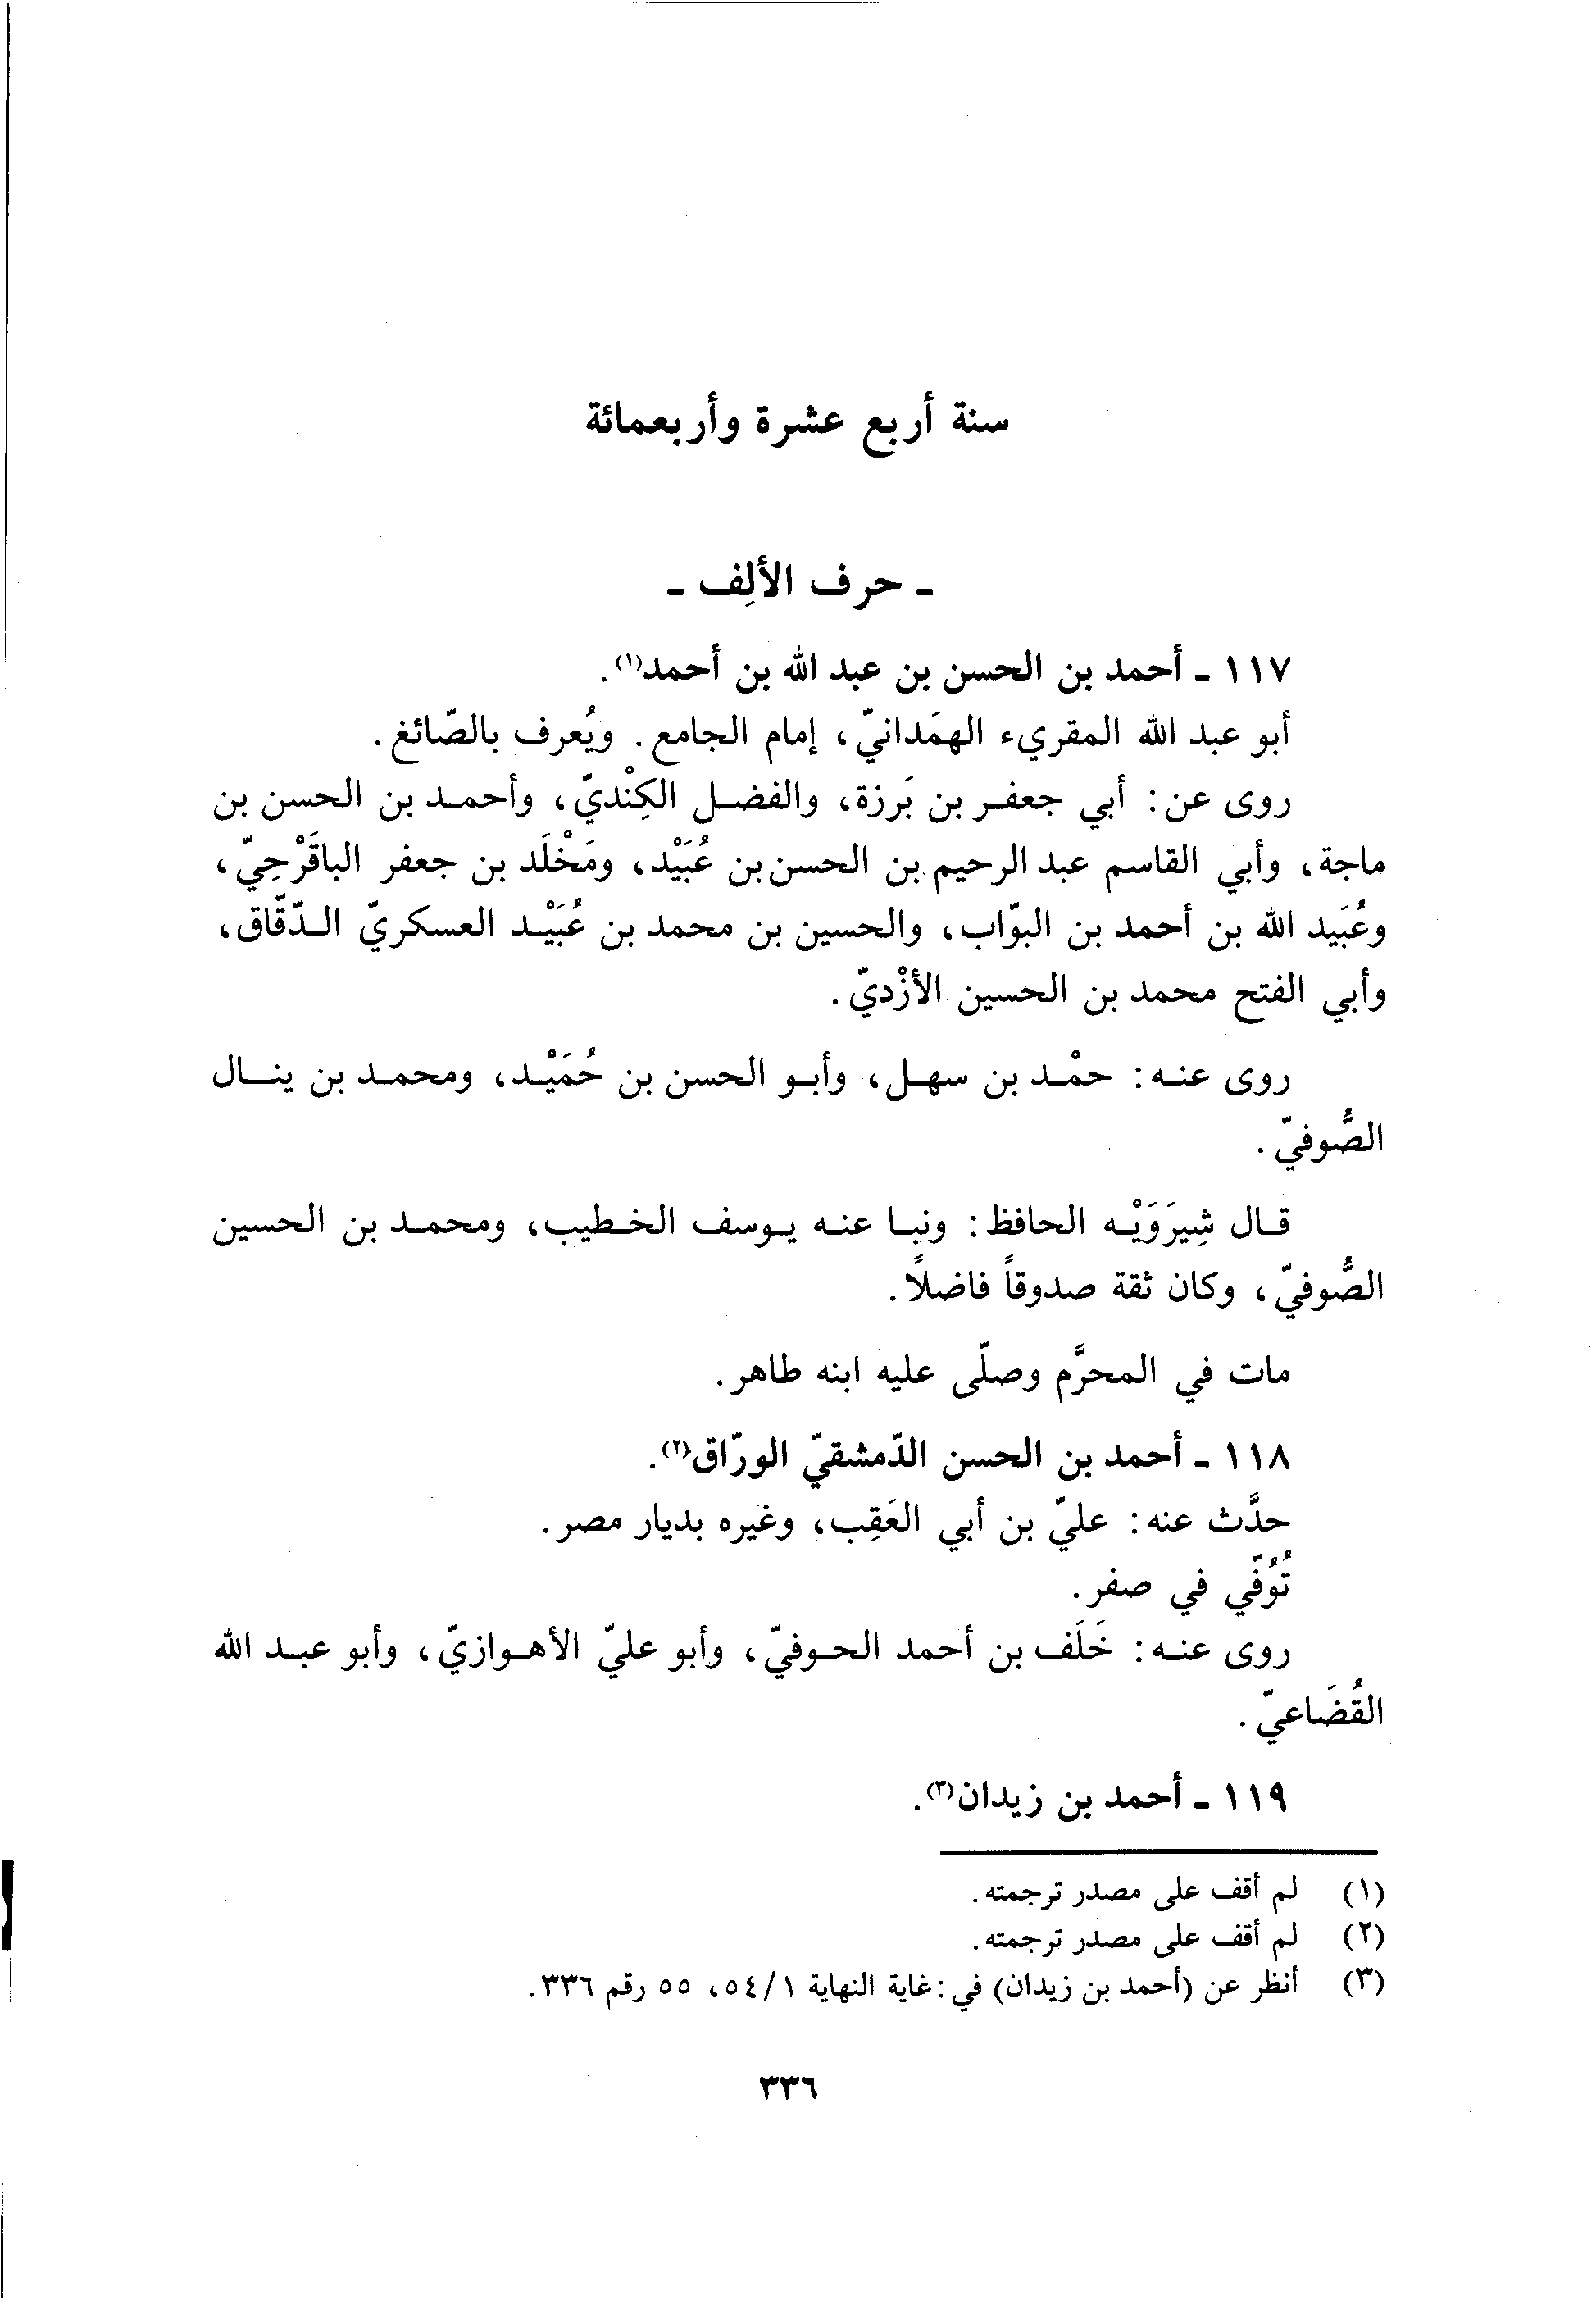 سنة أربع عشرة وأربعمائة
ـ حرف الألِف ـ
١١٧ ـ أحمد بن الحسن بن عبد الله بن أحمد(١).
أبو عبد الله المقريء الهمَدانيّ، إمام الجامع. ويُعرف بالصّائغ.
روى عن: أبي جعفر بن بَرزة، والفضل الكِنْديّ، وأحمد بن الحسن بن
ماجة، وأبي القاسم عبد الرحيم بن الحسن بن عُبَيْد، ومَخْلَد بن جعفر الباقَرْحِيّ،
وعُبَيد الله بن أحمد بن البوّاب، والحسين بن محمد بن عُبَيْد العسكريّ الدّقّاق،
وأبي الفتح محمد بن الحسين الأزْديّ.
روى عنه: حمْد بن سهل، وأبو الحسن بن حُمَيْد، ومحمد بن ينال
الصُّوفيّ.
قال شِيرَوَيْه الحافظ: ونبا عنه يوسف الخطيب، ومحمد بن الحسين
الصُّوفيّ، وكان ثقة صدوقاً فاضلاً.
مات في المحرَّم وصلّى عليه ابنه طاهر.
١١٨ ـ أحمد بن الحسن الدّمشقيّ الورّاق(٢).
حدَّث عنه: عليّ بن أبي العَقِب، وغيره بديار مصر.
تُوُفّي في صفر.
روى عنه: خَلَف بن أحمد الحوفيّ، وأبو عليّ الأهوازيّ، وأبو عبد الله
القُضَاعيّ.
١١٩ ـ أحمد بن زيدان(٣).
(١) لم أقف على مصدر ترجمته.
(٢) لم أقف على مصدر ترجمته.
(٣) أنظر عن (أحمد بن زيدان) في: غاية النهاية ٥٤/١، ٥٥ رقم ٣٣٦.
٣٣٦